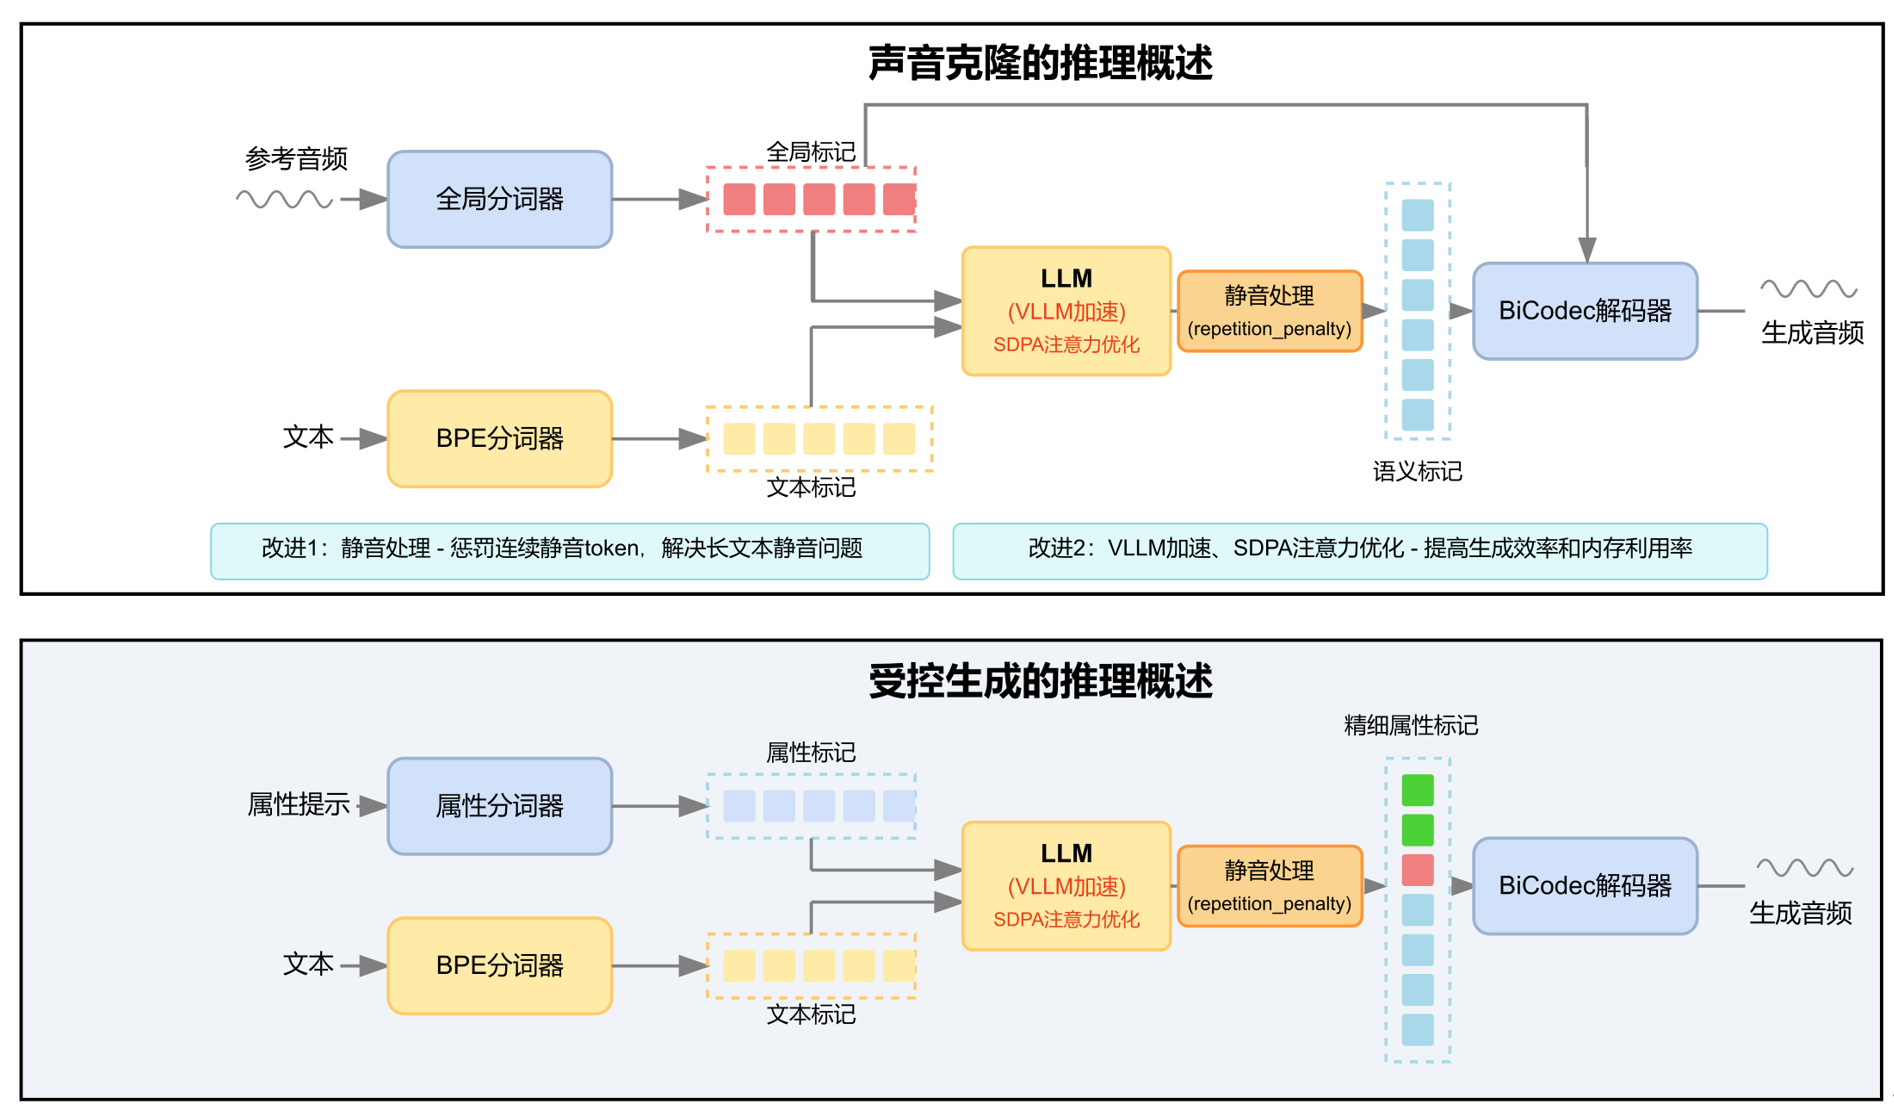 声音克隆的推理概述
参考音频
全局分词器
全局标记
LLM
(VLLM加速)
SDPA注意力优化
静音处理
(repetition_penalty)
BiCodec解码器
生成音频
文本
BPE分词器
文本标记
语义标记
改进1：静音处理 - 惩罚连续静音token，解决长文本静音问题
改进2：VLLM加速、SDPA注意力优化 - 提高生成效率和内存利用率
受控生成的推理概述
精细属性标记
属性提示
属性分词器
属性标记
LLM
(VLLM加速)
SDPA注意力优化
静音处理
(repetition_penalty)
BiCodec解码器
生成音频
文本
BPE分词器
文本标记